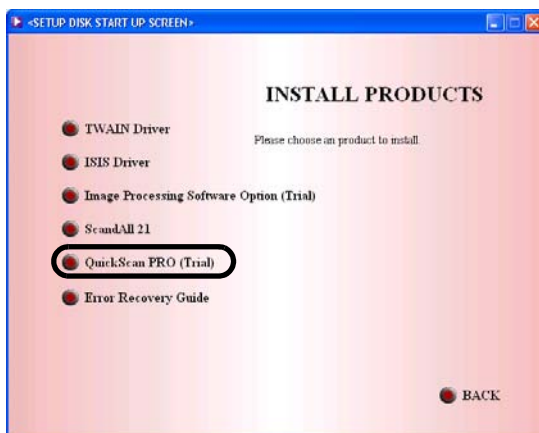 <SETUP DISK START UP SCREEN>
INSTALL PRODUCTS
Please choose an product to install.
TWAIN Driver
ISIS Driver
Image Processing Software Option (Trial)
ScandAll 21
QuickScan PRO (Trial)
Error Recovery Guide
BACK